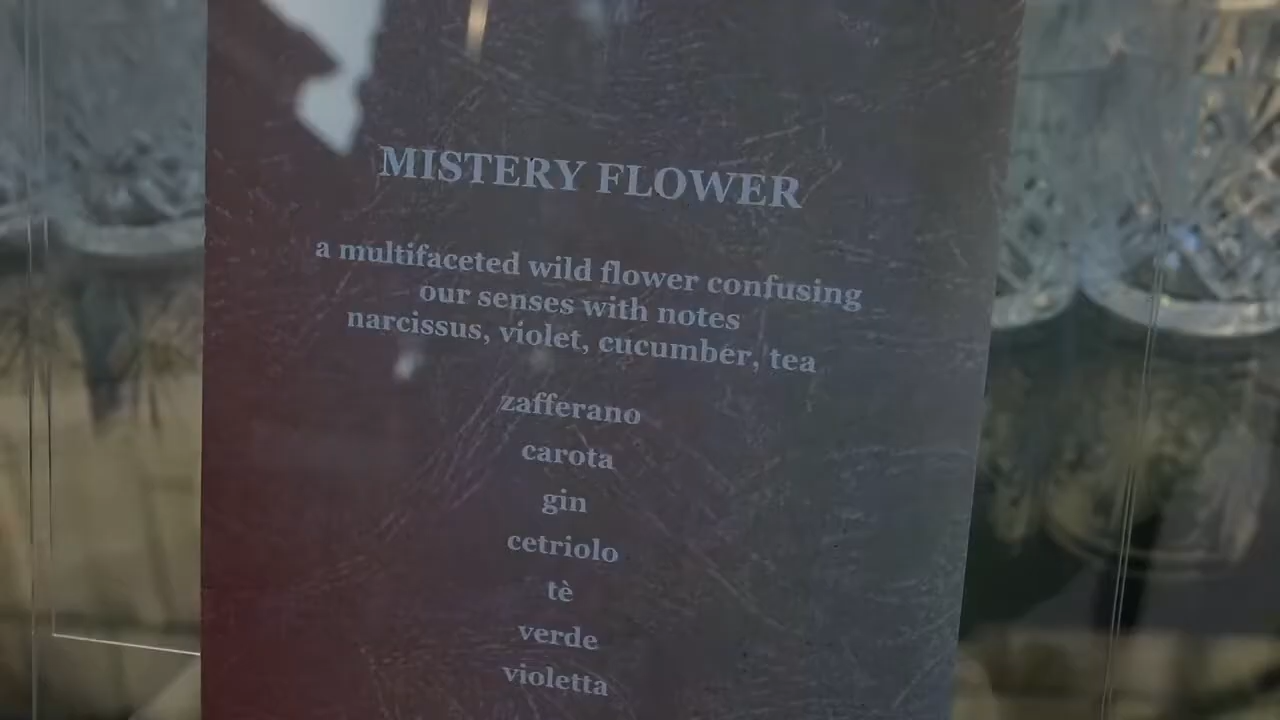 MISTERY FLOWER
a multifaceted wild flower confusing
our senses with notes
narcissus, violet, cucumber, tea
zafferano
carota
gin
cetriolo
tè
verde
violetta